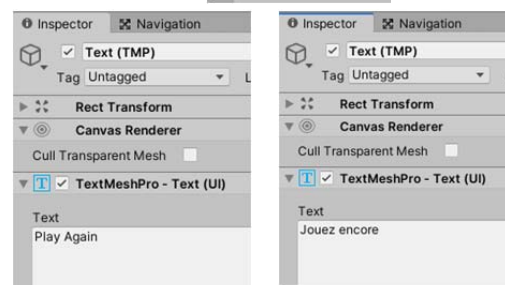 Inspector Navigation
Text (TMP)
Tag Untagged L
Rect Transform
Canvas Renderer
Cull Transparent Mesh
TextMeshPro - Text (UI)
Text
Play Again
Inspector Navigation
Text (TMP)
Tag Untagged
Rect Transform
Canvas Renderer
Cull Transparent Mesh
TextMeshPro - Text (UI)
Text
Jouez encore